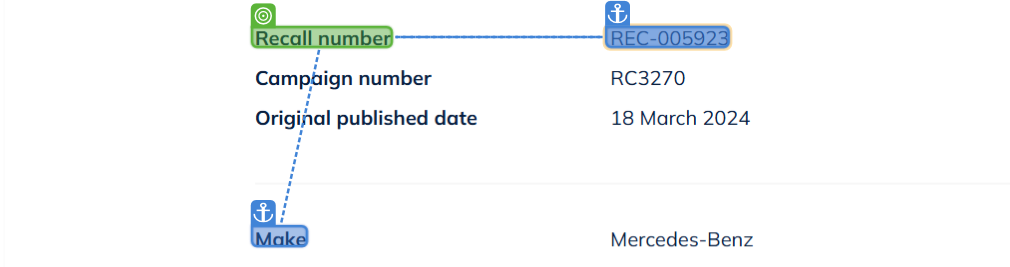 Recall number REC-005923
Campaign number RC3270
Original published date 18 March 2024
Make Mercedes-Benz